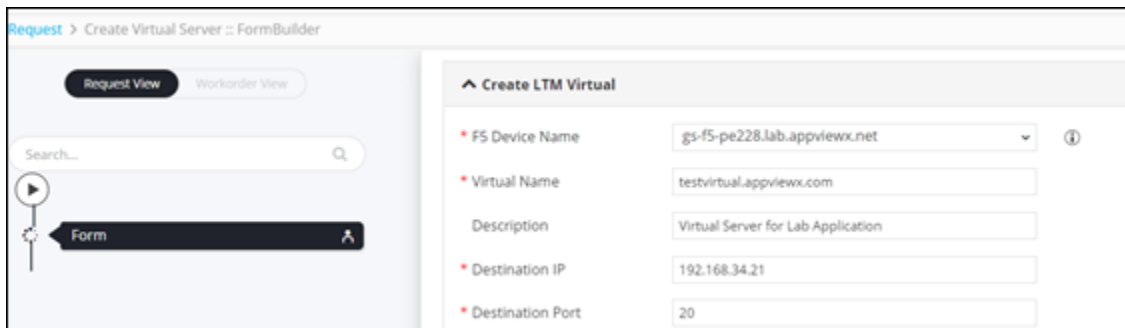 Request > Create Virtual Server :: FormBuilder
Request View Workorder View
Search...
Form
Create LTM Virtual
* F5 Device Name gs-f5-pe228.lab.appviewx.net
* Virtual Name testvirtual.appviewx.com
Description Virtual Server for Lab Application
* Destination IP 192.168.34.21
* Destination Port 20